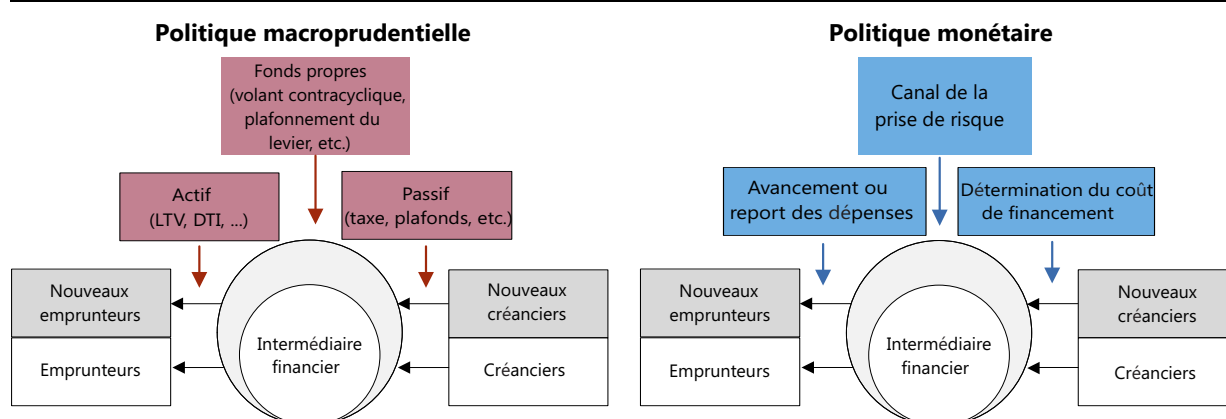 Politique macroprudentielle
Fonds propres
(volant contracyclique,
plafonnement du
levier, etc.)
Actif
(LTV, DTI, ...)
Passif
(taxe, plafonds, etc.)
Nouveaux
emprunteurs
Emprunteurs
Intermédiaire
financier
Nouveaux
créanciers
Créanciers
Politique monétaire
Canal de la
prise de risque
Avancement ou
report des dépenses
Détermination du coût
de financement
Nouveaux
emprunteurs
Emprunteurs
Intermédiaire
financier
Nouveaux
créanciers
Créanciers